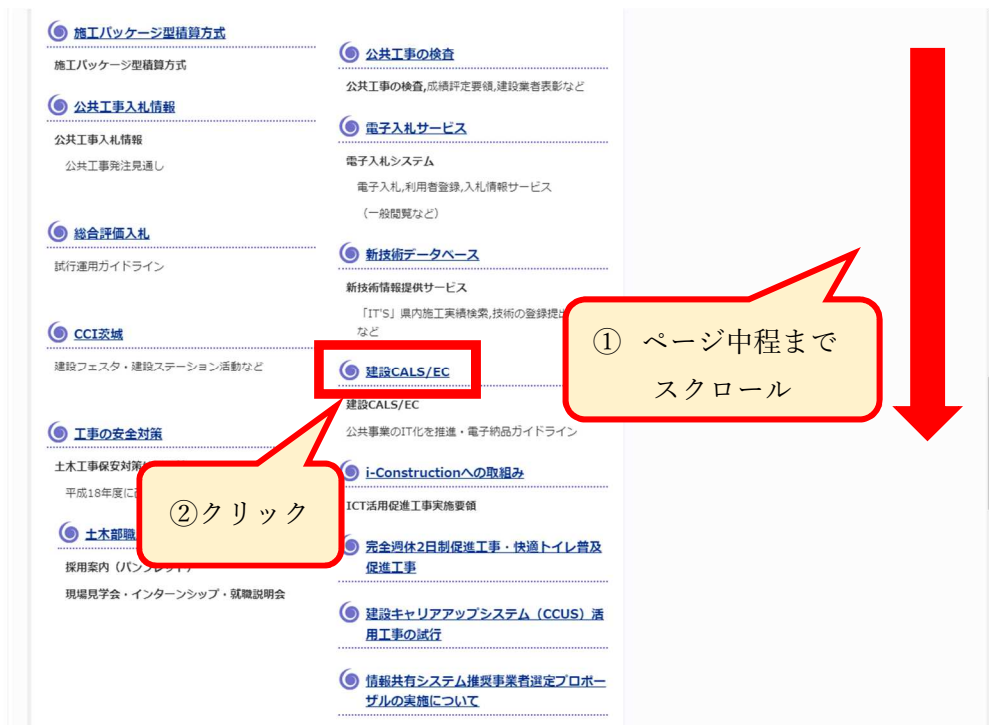 施工パッケージ型積算方式
施工パッケージ型積算方式
公共工事入札情報
公共工事入札情報
公共工事発注見通し
総合評価入札
試行運用ガイドライン
CCI茨城
建設フェスタ・建設ステーション活動など
工事の安全対策
土木工事保安対策
平成18年度に
土木部職
採用案内（パンフレット）
現場見学会・インターンシップ・就職説明会
公共工事の検査
公共工事の検査,成績評定要領,建設業者表彰など
電子入札サービス
電子入札システム
電子入札,利用者登録,入札情報サービス
（一般閲覧など）
新技術データベース
新技術情報提供サービス
「IT'S」県内施工実績検索,技術の登録提出
など
建設CALS/EC
建設CALS/EC
公共事業のIT化を推進・電子納品ガイドライン
i-Constructionへの取組み
ICT活用促進工事実施要領
完全週休2日制促進工事・快適トイレ普及
促進工事
建設キャリアアップシステム（CCUS）活
用工事の試行
情報共有システム推奨事業者選定プロポー
ザルの実施について
① ページ中程まで
スクロール
②クリック